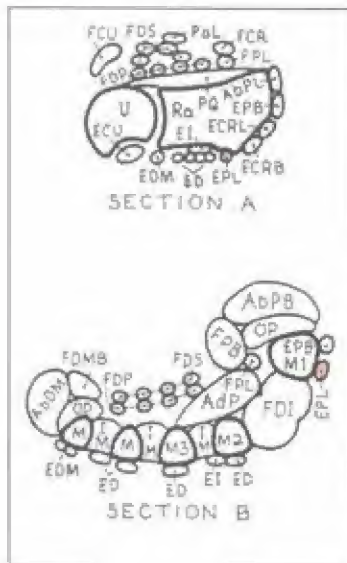 FCU FDS PaL FCR
FPL
FDP
AbPL
U Ra PQ EPB
ECU EI ECRL
EDM ED EPL ECRB
SECTION A
AbPB
OP
FPB
EPB
FDMB FDS M1
FDP FPL EPL
AbDM AdP FDI
OD
M I M M I M M3 I M M2
EDM ED ED EI ED
SECTION B